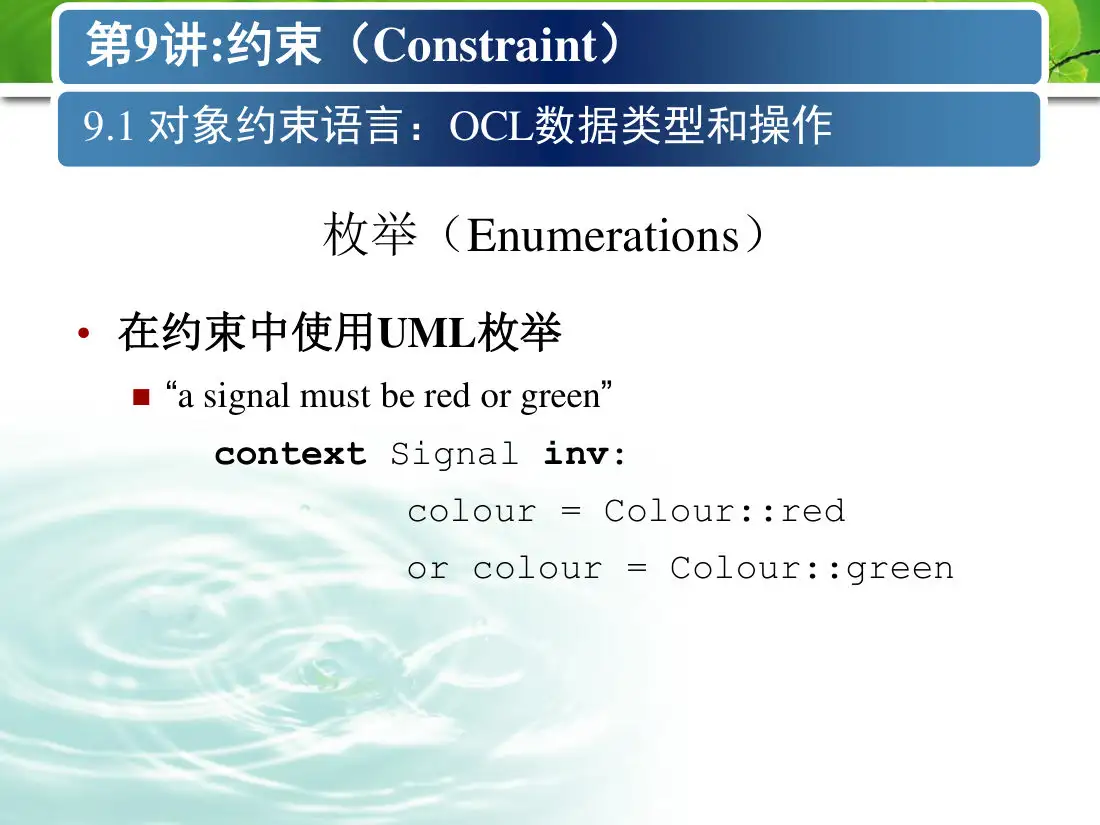 第9讲:约束（Constraint）
9.1 对象约束语言：OCL数据类型和操作
枚举（Enumerations）
• 在约束中使用UML枚举
■ “a signal must be red or green”
context Signal inv:
colour = Colour::red
or colour = Colour::green